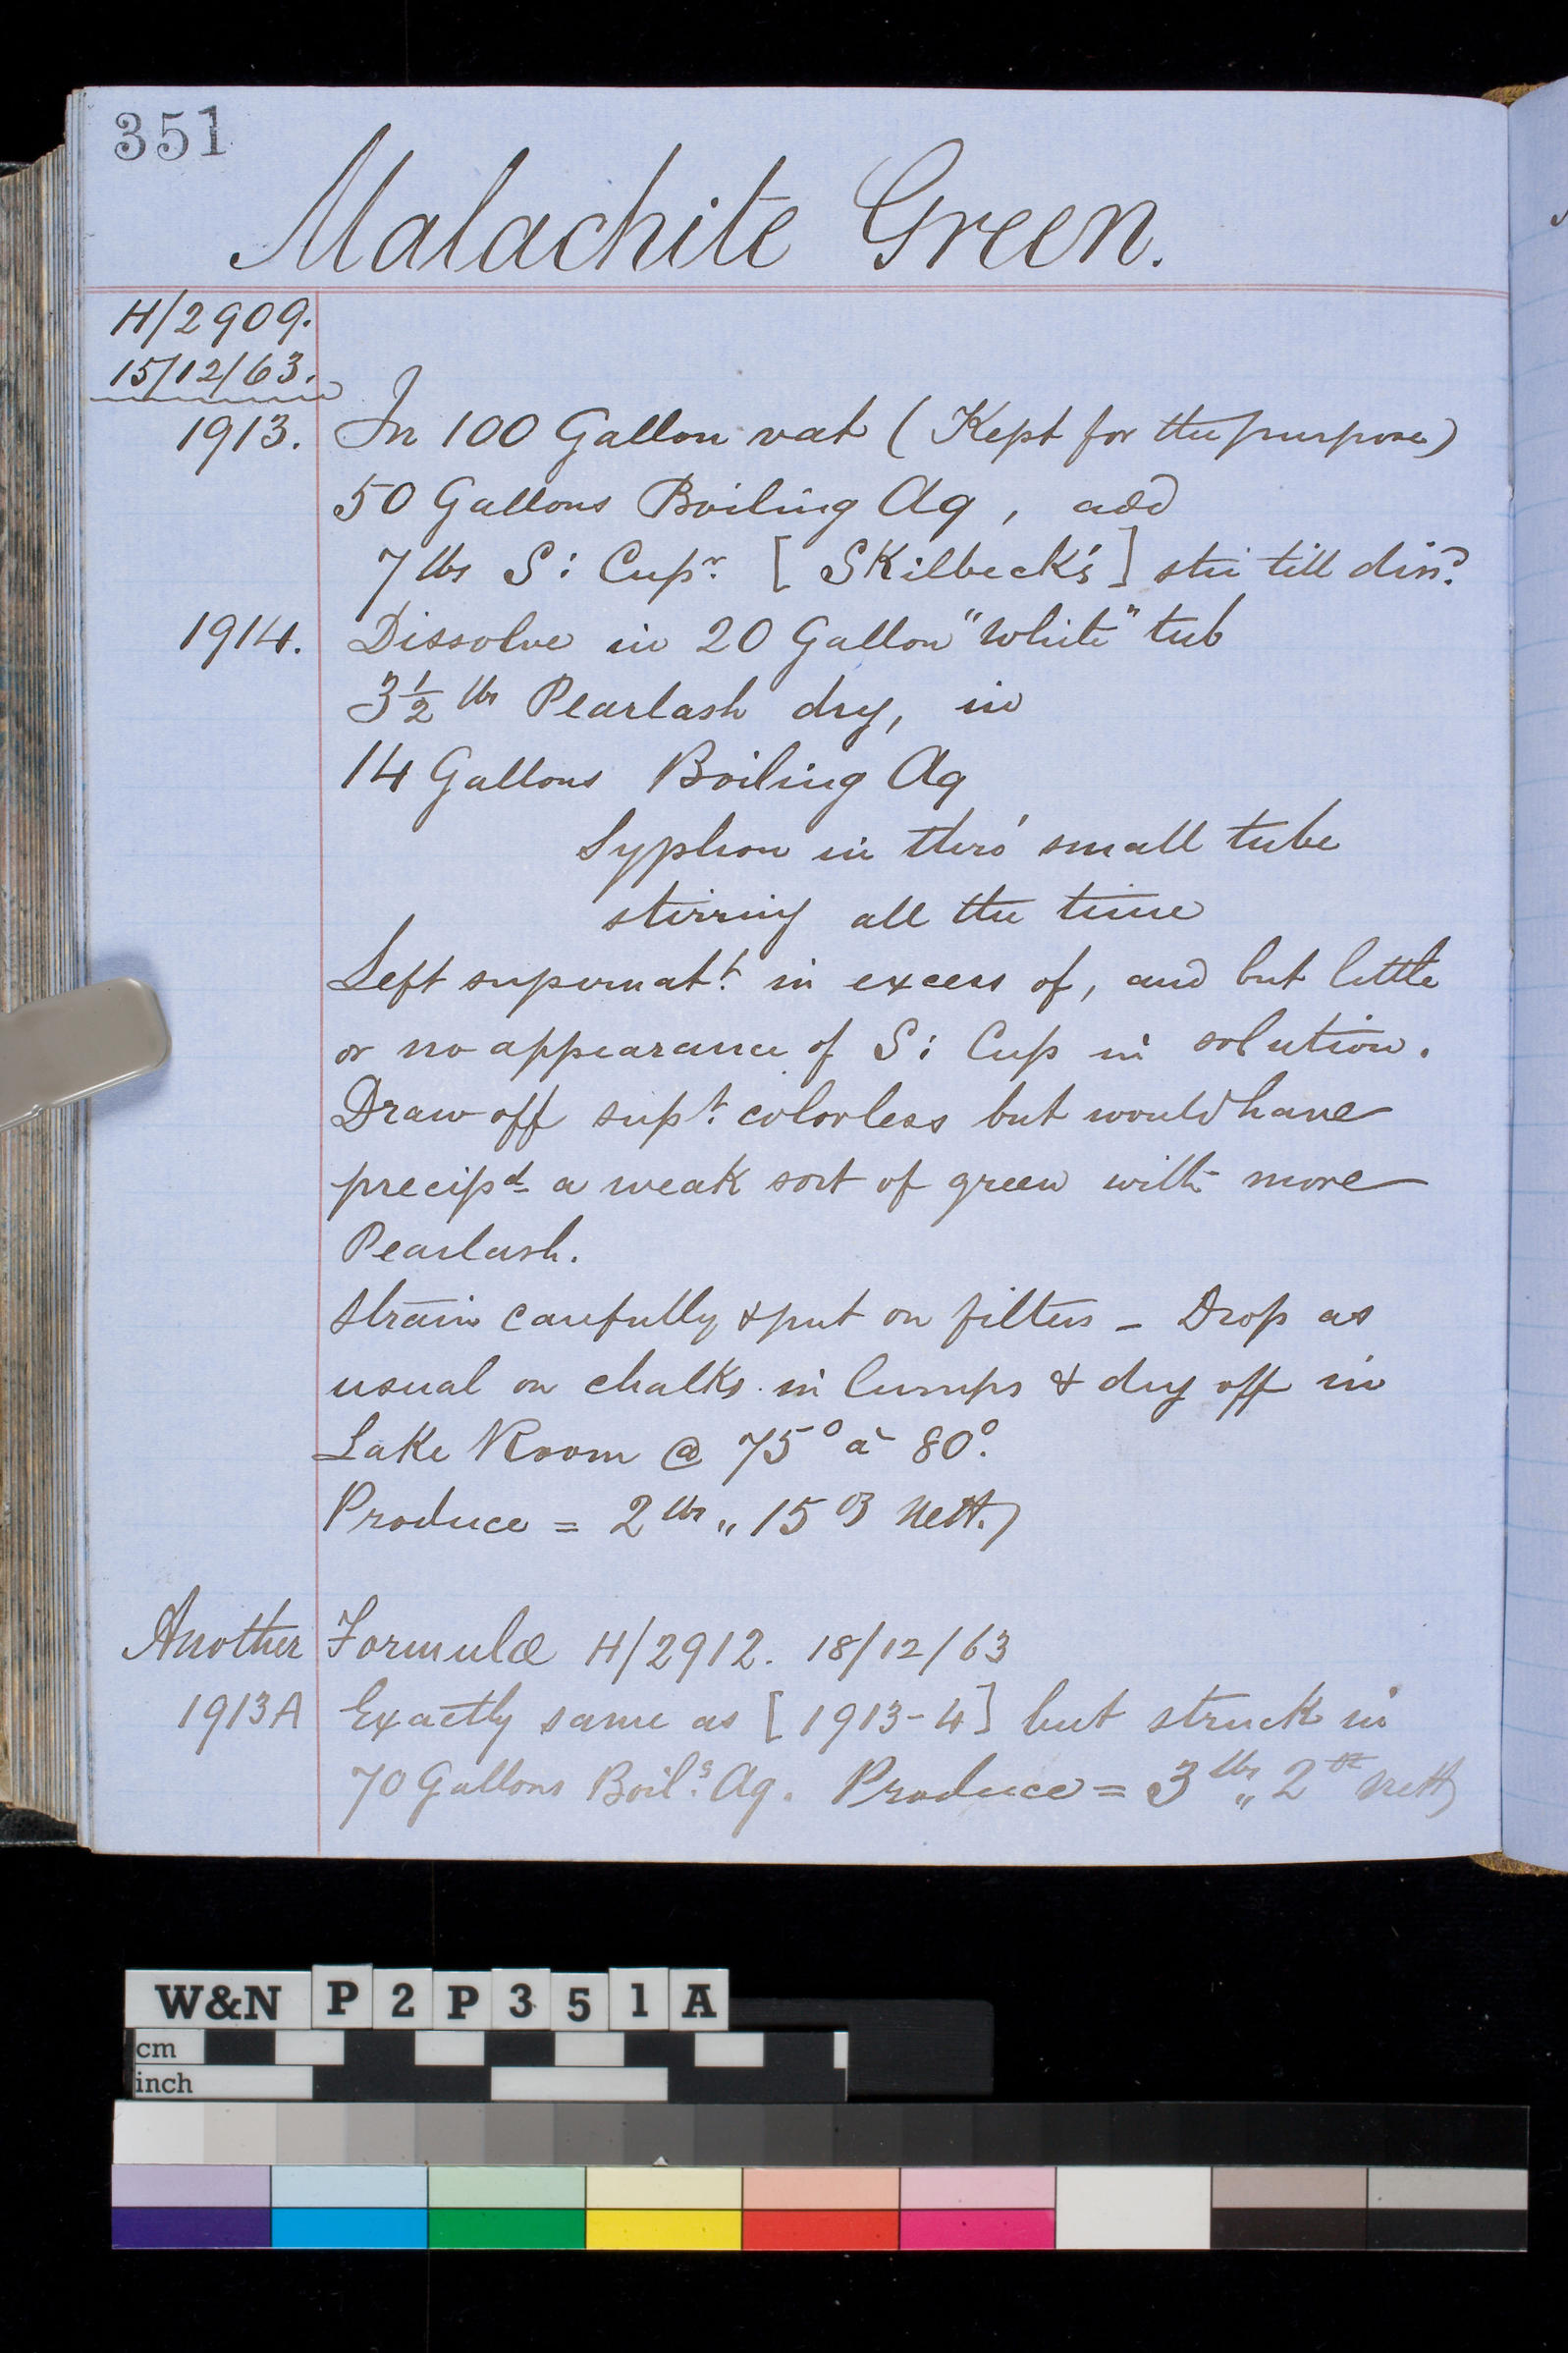 351
Malachite Green.
H/2909.
15/12/63.
1913. In 100 Gallon vat (Kept for the purpose)
50 Gallons Boiling Aq, add
7 lbs S: Cupr. [Skilbeck's] stir till dissd.
1914. Dissolve in 20 Gallon "White" tub
3½ lbs Pearlash dry, in
14 Gallons Boiling Aq
Syphon in thro' small tube
stirring all the time
Left supernatt. in excess of, and but little
or no appearance of S: Cup in solution.
Draw off supt. colorless but would have
precipd a weak sort of green with more
Pearlash.
Strain carefully & put on filters – Drop as
usual on chalks in lumps & dry off in
Lake Room @ 75° à 80°.
Produce = 2 lbs ,, 15 oz Nett.
Another Formula H/2912. 18/12/63
1913A Exactly same as [1913-4] but struck in
70 Gallons Boilg. Aq. Produce = 3 lbs ,, 2 oz Nett
W&N P2P351A
cm
inch